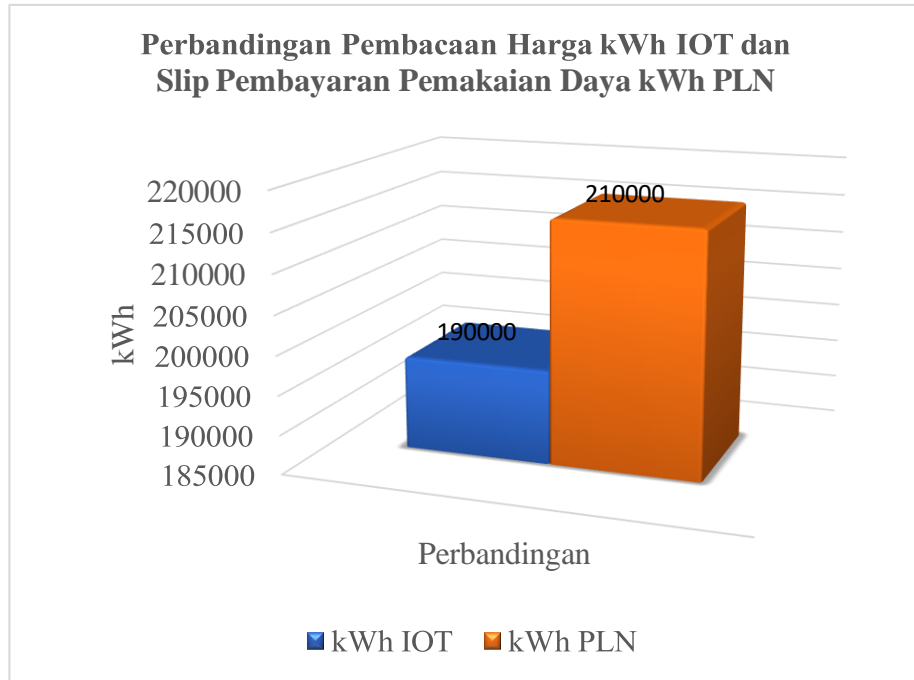 Perbandingan Pembacaan Harga kWh IOT dan
Slip Pembayaran Pemakaian Daya kWh PLN
220000
215000
210000
205000
200000
195000
190000
185000
kWh
190000
210000
Perbandingan
kWh IOT
kWh PLN